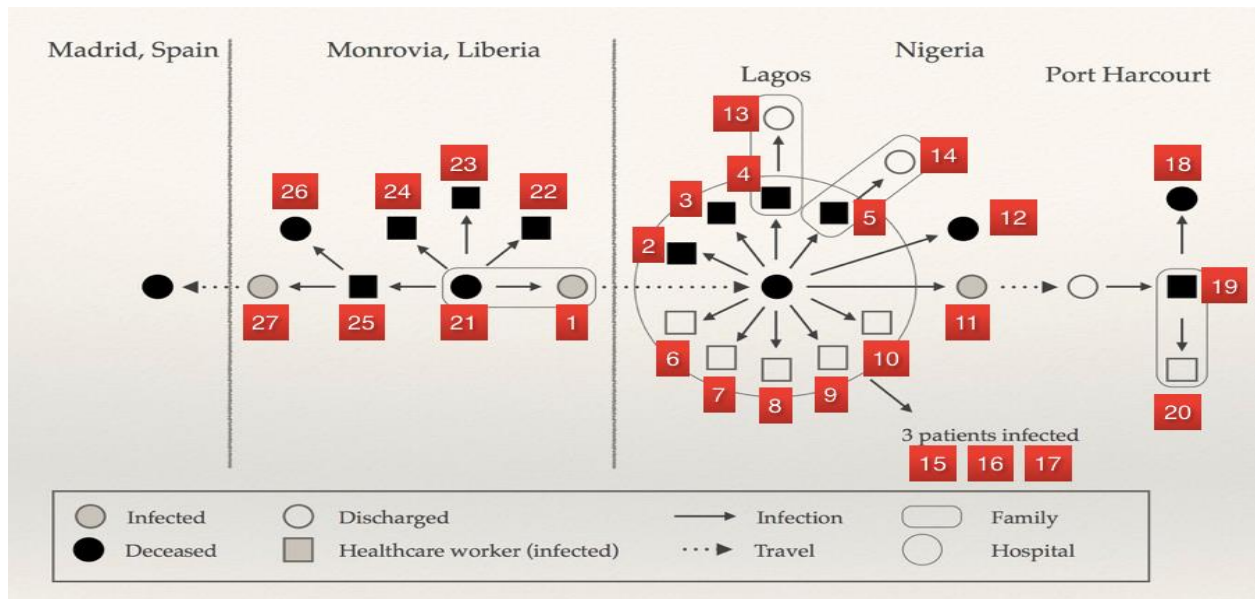 Madrid, Spain
Monrovia, Liberia
Nigeria
Lagos
Port Harcourt
13
14
18
23
4
26
24
22
3
5
12
2
19
27
25
21
1
11
6
10
7
8
9
20
3 patients infected
15 16 17
Infected
Discharged
Infection
Family
Deceased
Healthcare worker (infected)
Travel
Hospital